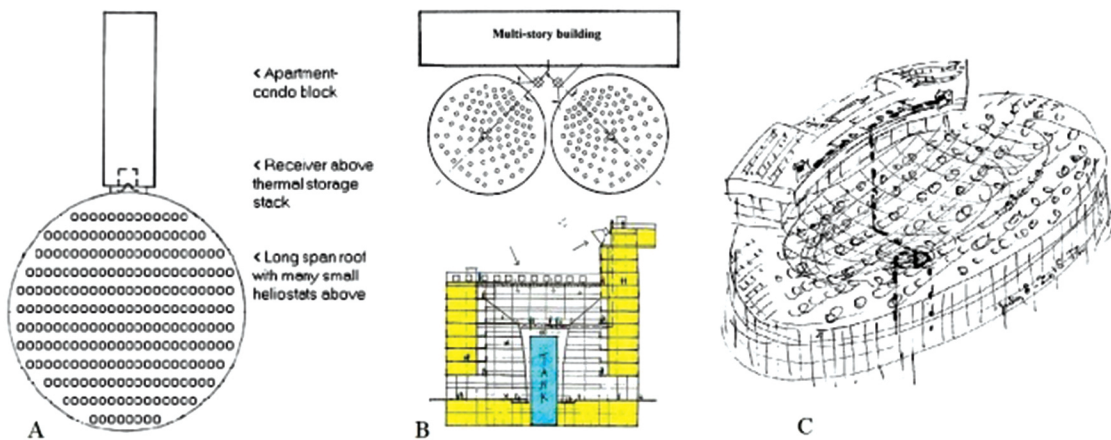 < Apartment-
condo block
< Receiver above
thermal storage
stack
< Long span roof
with many small
heliostats above
A
Multi-story building
TANK
B
C